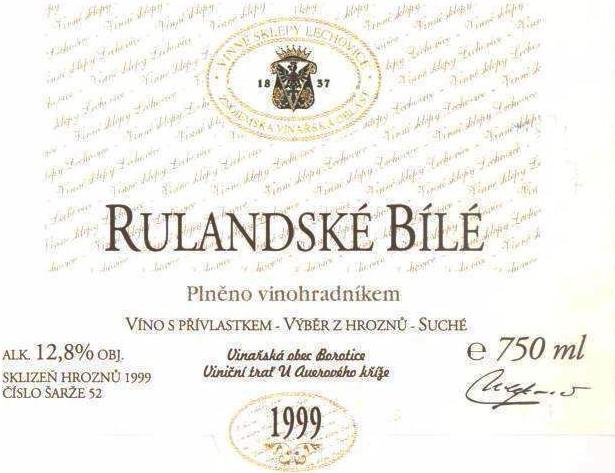 VINNÉ SKLEPY LECHOVICE
18 37
ZNOJEMSKÁ VINAŘSKÁ OBLAST
RULANDSKÉ BÍLÉ
Plněno vinohradníkem
VÍNO S PŘÍVLASTKEM - VÝBĚR Z HROZNŮ - SUCHÉ
ALK. 12,8% OBJ.
SKLIZEŇ HROZNŮ 1999
ČÍSLO ŠARŽE 52
Vinařská obec Borotice
Viniční trať U Averového kříže
e 750 ml
1999